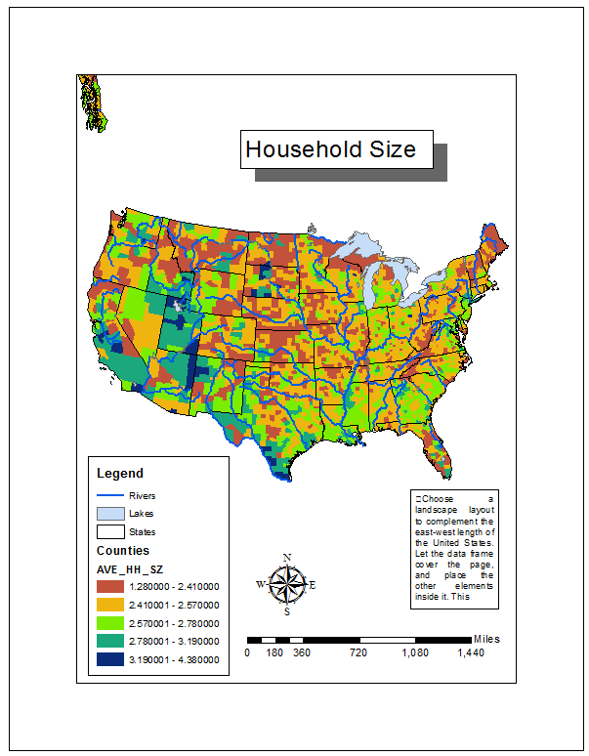 Household Size
Legend
Rivers
Lakes
States
Counties
AVE_HH_SZ
1.280000 - 2.410000
2.410001 - 2.570000
2.570001 - 2.780000
2.780001 - 3.190000
3.190001 - 4.380000
N
W E
S
Choose a
landscape layout
to complement the
east-west length of
the United States.
Let the data frame
cover the page,
and place the
other elements
inside it. This
Miles
0 180 360 720 1,080 1,440